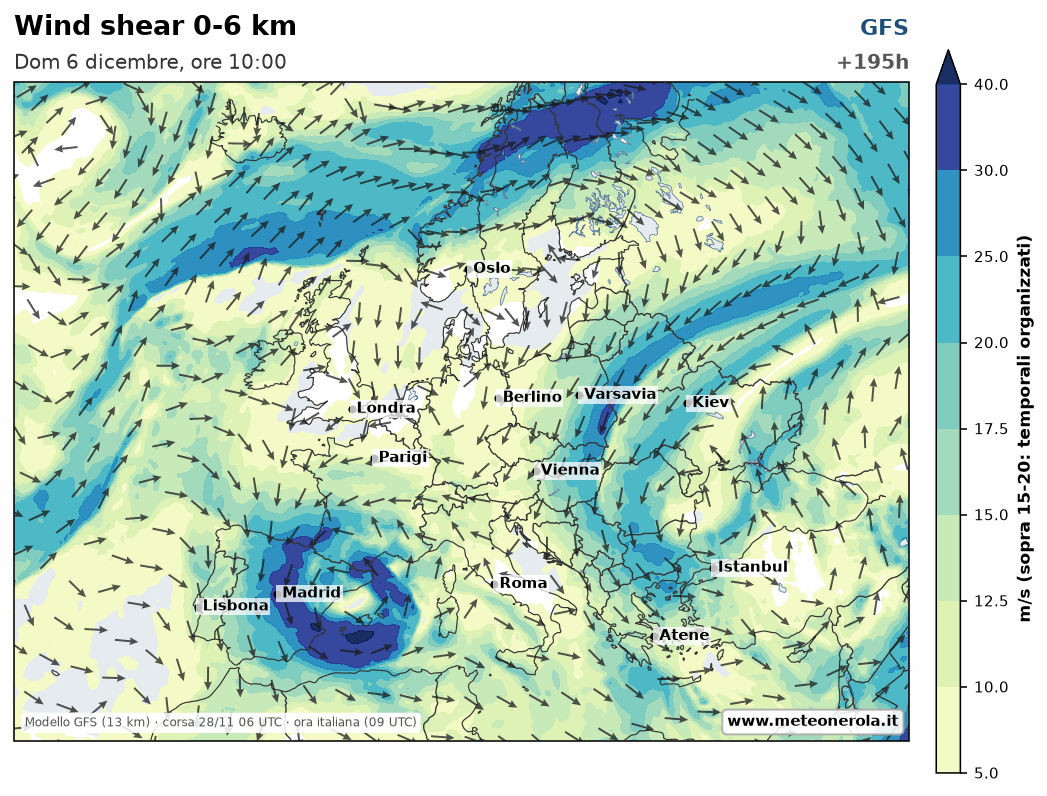 Wind shear 0-6 km
GFS
Dom 6 dicembre, ore 10:00
+195h
40.0
30.0
25.0
20.0
17.5
15.0
12.5
10.0
5.0
m/s (sopra 15-20: temporali organizzati)
Oslo
Berlino
Varsavia
Kiev
Londra
Parigi
Vienna
Istanbul
Roma
Madrid
Lisbona
Atene
Modello GFS (13 km) · corsa 28/11 06 UTC · ora italiana (09 UTC)
www.meteonerola.it